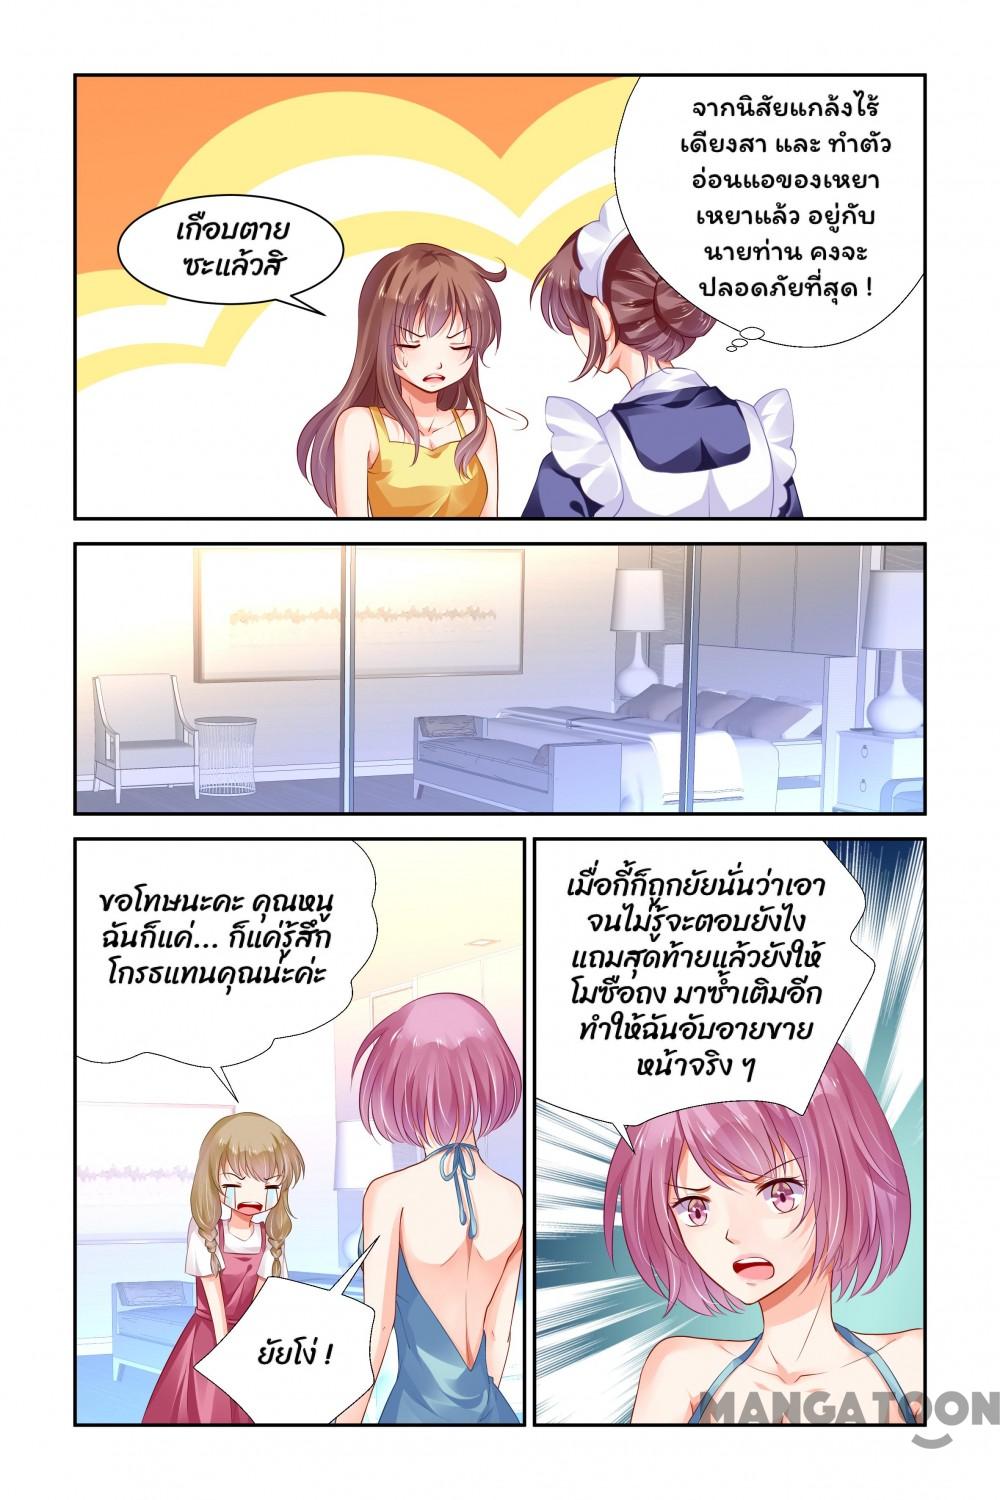 จากนิสัยแกล้งไร้
เดียงสา และ ทำตัว
อ่อนแอของเหยา
เหยาแล้ว อยู่กับ
นายท่าน คงจะ
ปลอดภัยที่สุด !
เกือบตาย
ซะแล้วสิ
ขอโทษนะคะ คุณหนู
ฉันก็แค่... ก็แค่รู้สึก
โกรธแทนคุณน่ะค่ะ
ยัยโง่ !
เมื่อกี้ก็ถูกยัยนั่นว่าเอา
จนไม่รู้จะตอบยังไง
แถมสุดท้ายแล้วยังให้
โมซือถง มาซ้ำเติมอีก
ทำให้ฉันอับอายขาย
หน้าจริง ๆ
MANGATOON